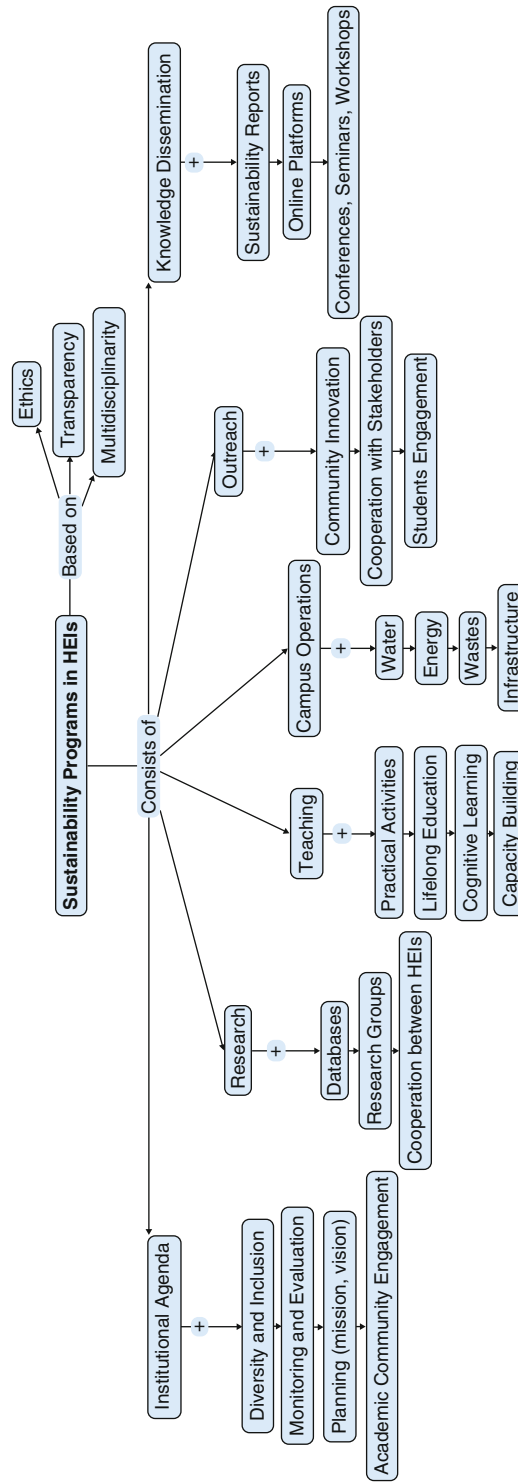 Sustainability Programs in HEIs
Based on
Ethics
Transparency
Multidisciplinarity
Consists of
Institutional Agenda
+
Diversity and Inclusion
Monitoring and Evaluation
Planning (mission, vision)
Academic Community Engagement
Research
+
Databases
Research Groups
Cooperation between HEIs
Teaching
+
Practical Activities
Lifelong Education
Cognitive Learning
Capacity Building
Campus Operations
+
Water
Energy
Wastes
Infrastructure
Outreach
+
Community Innovation
Cooperation with Stakeholders
Students Engagement
Knowledge Dissemination
+
Sustainability Reports
Online Platforms
Conferences, Seminars, Workshops